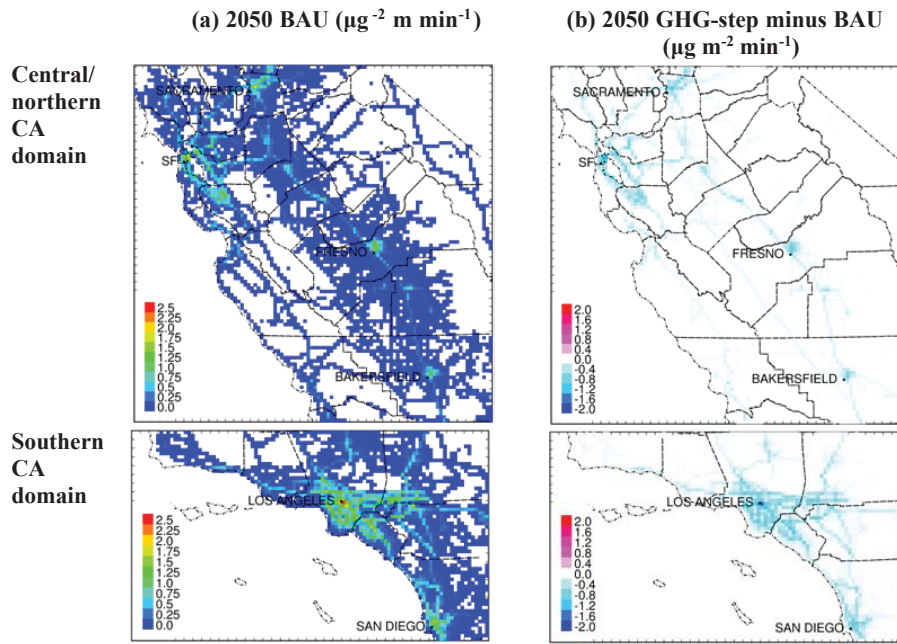 (a) 2050 BAU (µg⁻² m min⁻¹)
(b) 2050 GHG-step minus BAU
(µg m⁻² min⁻¹)
Central/
northern
CA
domain
SACRAMENTO
SF
FRESNO
BAKERSFIELD
2.5
2.25
2.0
1.75
1.5
1.25
1.0
0.75
0.5
0.25
0.0
SACRAMENTO
SF
FRESNO
BAKERSFIELD
2.0
1.6
1.2
0.8
0.4
0.0
-0.4
-0.8
-1.2
-1.6
-2.0
Southern
CA
domain
LOS ANGELES
SAN DIEGO
2.5
2.25
2.0
1.75
1.5
1.25
1.0
0.75
0.5
0.25
0.0
LOS ANGELES
SAN DIEGO
2.0
1.6
1.2
0.8
0.4
0.0
-0.4
-0.8
-1.2
-1.6
-2.0